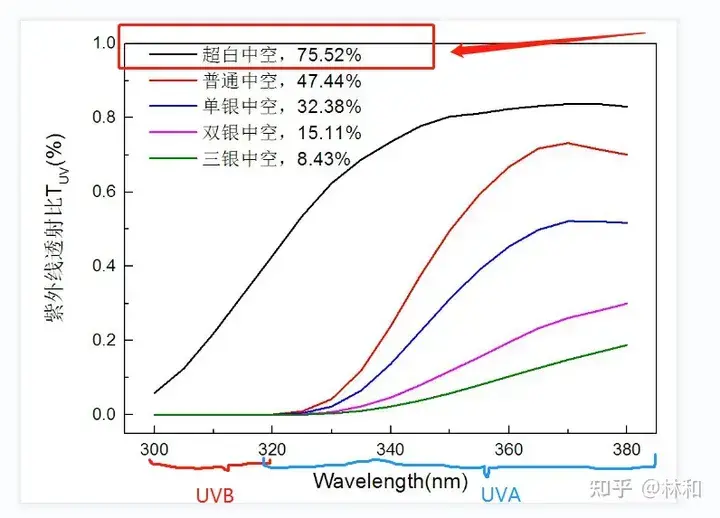 1.0
超白中空，75.52%
普通中空，47.44%
单银中空，32.38%
双银中空，15.11%
三银中空，8.43%
0.8
0.6
0.4
0.2
0.0
紫外线透射比TUV(%)
300 320 340 360 380
Wavelength(nm)
UVB UVA
知乎 @林和